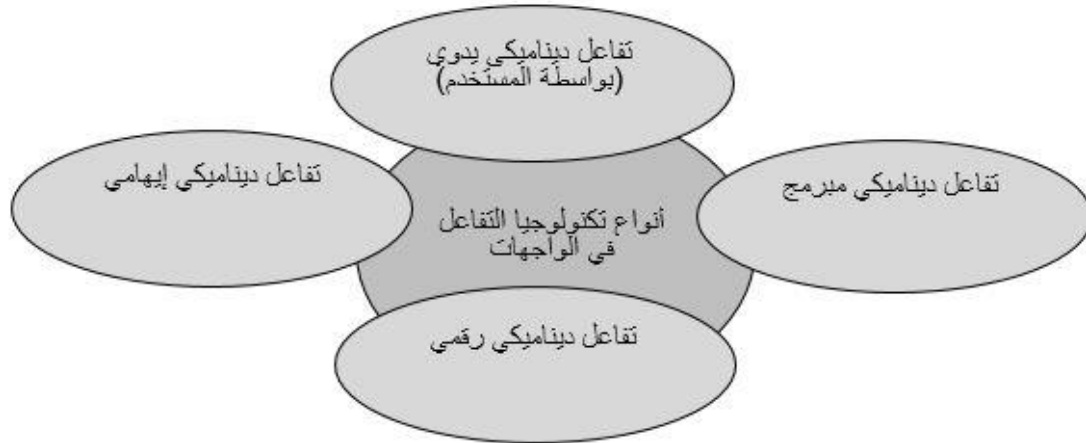 تفاعل ديناميكي يدوي
(بواسطة المستخدم)
تفاعل ديناميكي مبرمج
تفاعل ديناميكي إيهامي
أنواع تكنولوجيا التفاعل
في الواجهات
تفاعل ديناميكي رقمي